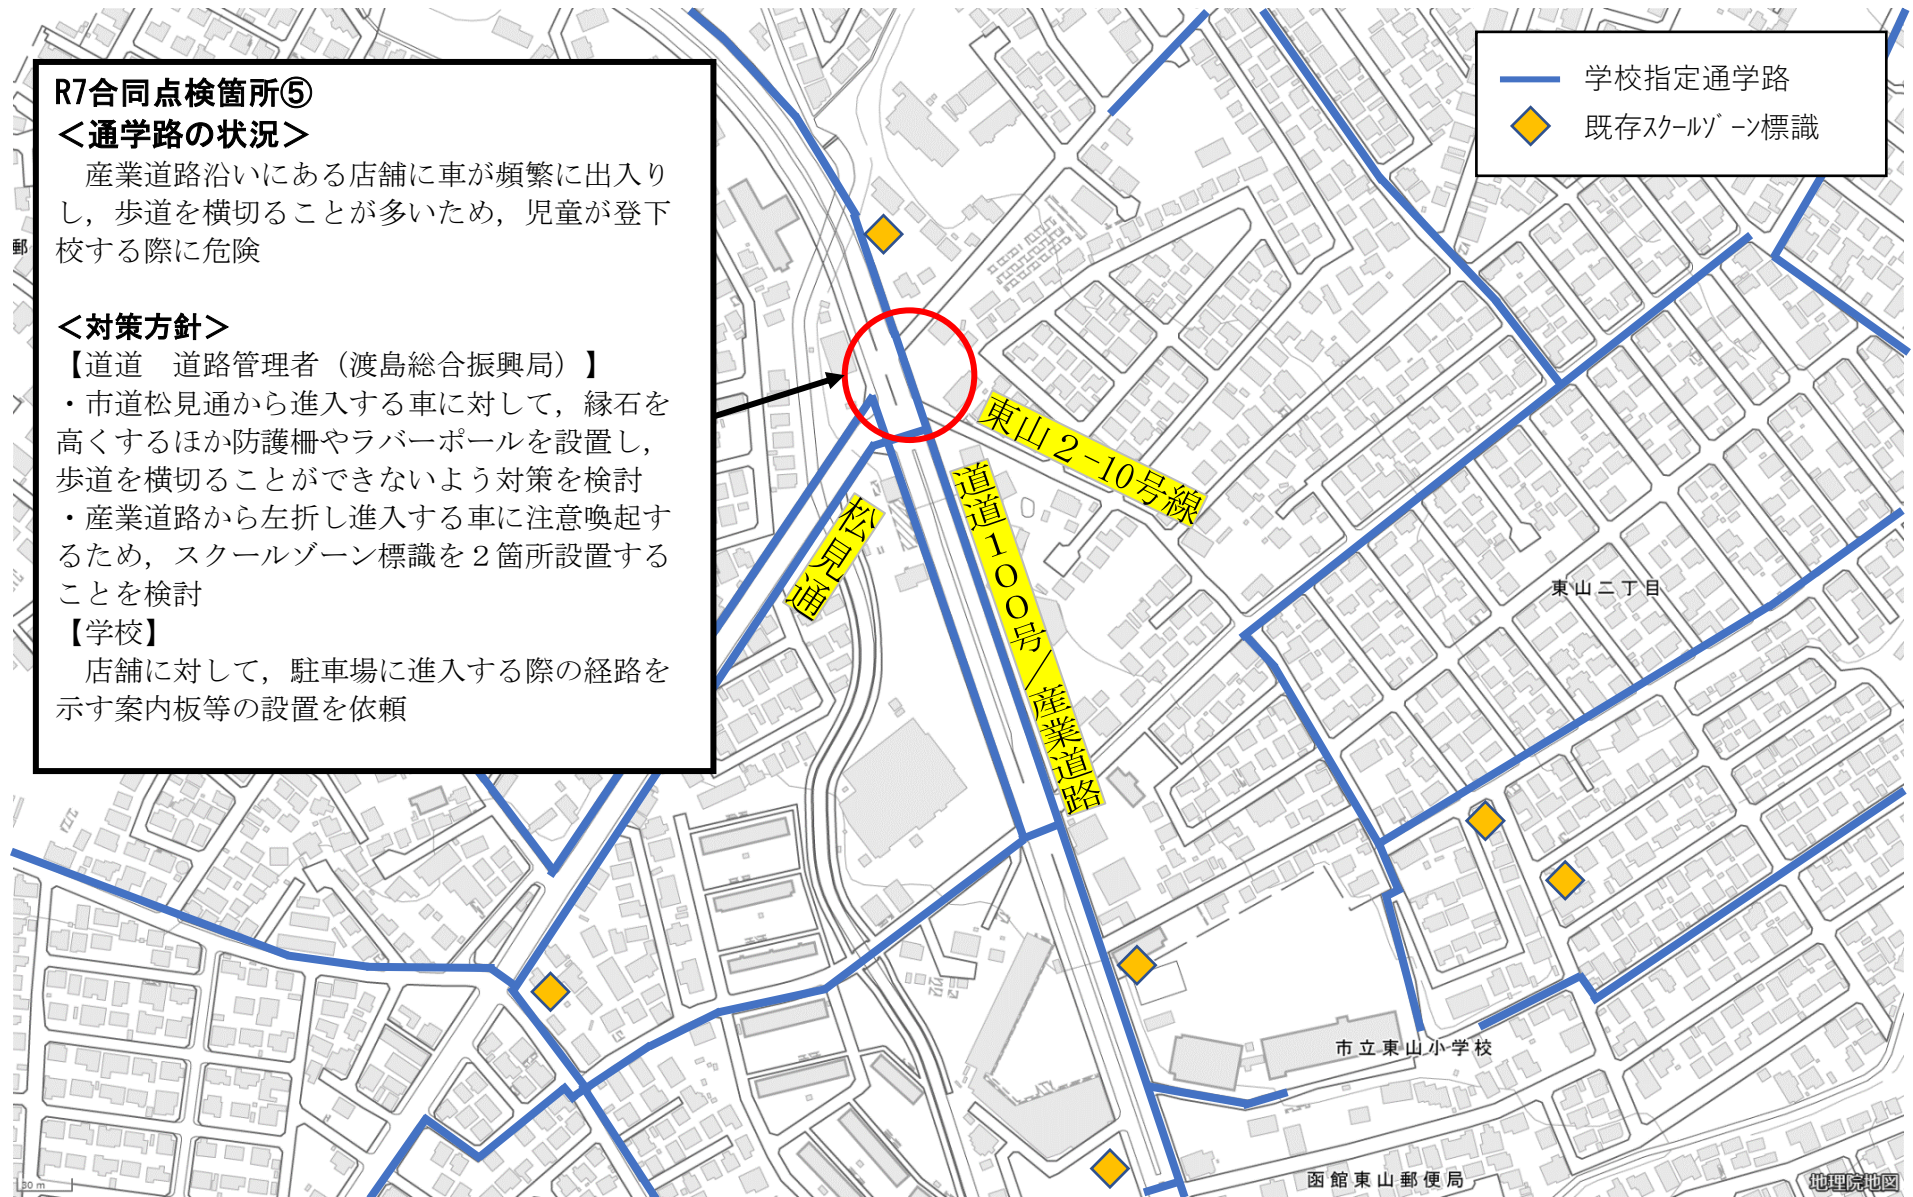 R7合同点検箇所⑤
＜通学路の状況＞
産業道路沿いにある店舗に車が頻繁に出入り
し，歩道を横切ることが多いため，児童が登下
校する際に危険
＜対策方針＞
【道道　道路管理者（渡島総合振興局）】
・市道松見通から進入する車に対して，縁石を
高くするほか防護柵やラバーポールを設置し，
歩道を横切ることができないよう対策を検討
・産業道路から左折し進入する車に注意喚起す
るため，スクールゾーン標識を２箇所設置する
ことを検討
【学校】
店舗に対して，駐車場に進入する際の経路を
示す案内板等の設置を依頼
学校指定通学路
既存ｽｸｰﾙｿﾞｰﾝ標識
郵
東山２-10号線
道道１００号／産業道路
松見通
東山二丁目
市立東山小学校
函館東山郵便局
30 m
地理院地図